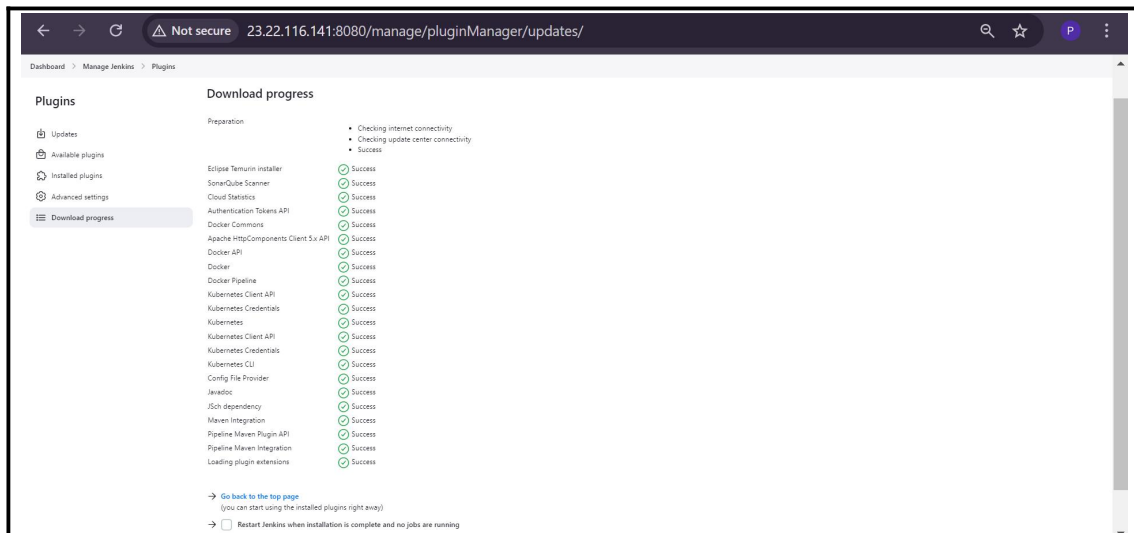 Not secure 23.22.116.141:8080/manage/pluginManager/updates/
P
Dashboard > Manage Jenkins > Plugins
Plugins
Updates
Available plugins
Installed plugins
Advanced settings
Download progress
Download progress
Preparation
• Checking internet connectivity
• Checking update center connectivity
• Success
Eclipse Temurin installer Success
SonarQube Scanner Success
Cloud Statistics Success
Authentication Tokens API Success
Docker Commons Success
Apache HttpComponents Client 5.x API Success
Docker API Success
Docker Success
Docker Pipeline Success
Kubernetes Client API Success
Kubernetes Credentials Success
Kubernetes Success
Kubernetes Client API Success
Kubernetes Credentials Success
Kubernetes CLI Success
Config File Provider Success
Javadoc Success
JSch dependency Success
Maven Integration Success
Pipeline Maven Plugin API Success
Pipeline Maven Integration Success
Loading plugin extensions Success
→ Go back to the top page
(you can start using the installed plugins right away)
→ Restart Jenkins when installation is complete and no jobs are running